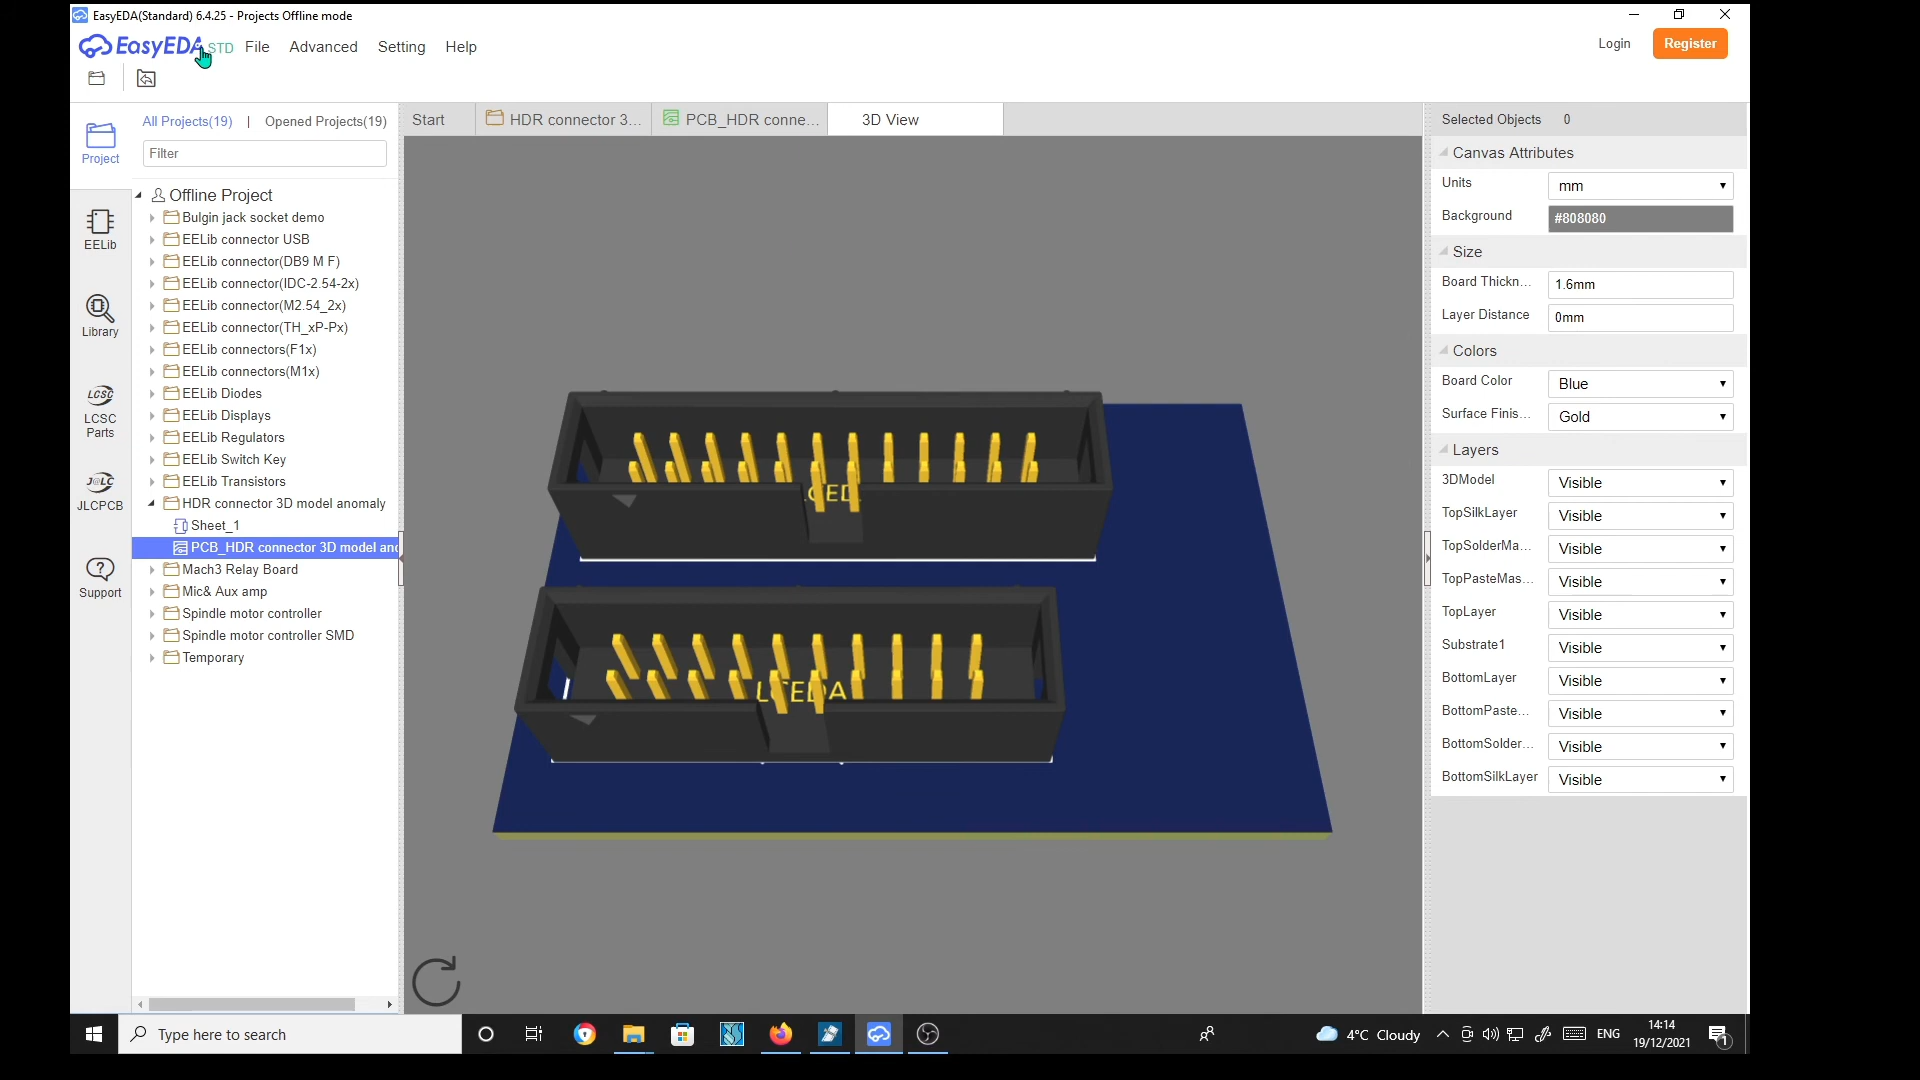 EasyEDA(Standard) 6.4.25 - Projects Offline mode
EasyEDA STD File Advanced Setting Help
Login Register
All Projects(19) | Opened Projects(19)
Filter
Project
EELib
Library
LCSC
LCSC
Parts
J@LC
JLCPCB
Support
Offline Project
Bulgin jack socket demo
EELib connector USB
EELib connector(DB9 M F)
EELib connector(IDC-2.54-2x)
EELib connector(M2.54_2x)
EELib connector(TH_xP-Px)
EELib connectors(F1x)
EELib connectors(M1x)
EELib Diodes
EELib Displays
EELib Regulators
EELib Switch Key
EELib Transistors
HDR connector 3D model anomaly
Sheet_1
PCB_HDR connector 3D model ano
Mach3 Relay Board
Mic& Aux amp
Spindle motor controller
Spindle motor controller SMD
Temporary
Start HDR connector 3... PCB_HDR conne... 3D View
LCEDA
Selected Objects 0
Canvas Attributes
Units mm
Background #808080
Size
Board Thickn... 1.6mm
Layer Distance 0mm
Colors
Board Color Blue
Surface Finis... Gold
Layers
3DModel Visible
TopSilkLayer Visible
TopSolderMa... Visible
TopPasteMas... Visible
TopLayer Visible
Substrate1 Visible
BottomLayer Visible
BottomPaste... Visible
BottomSolder... Visible
BottomSilkLayer Visible
Type here to search
4°C Cloudy
ENG
14:14
19/12/2021
1